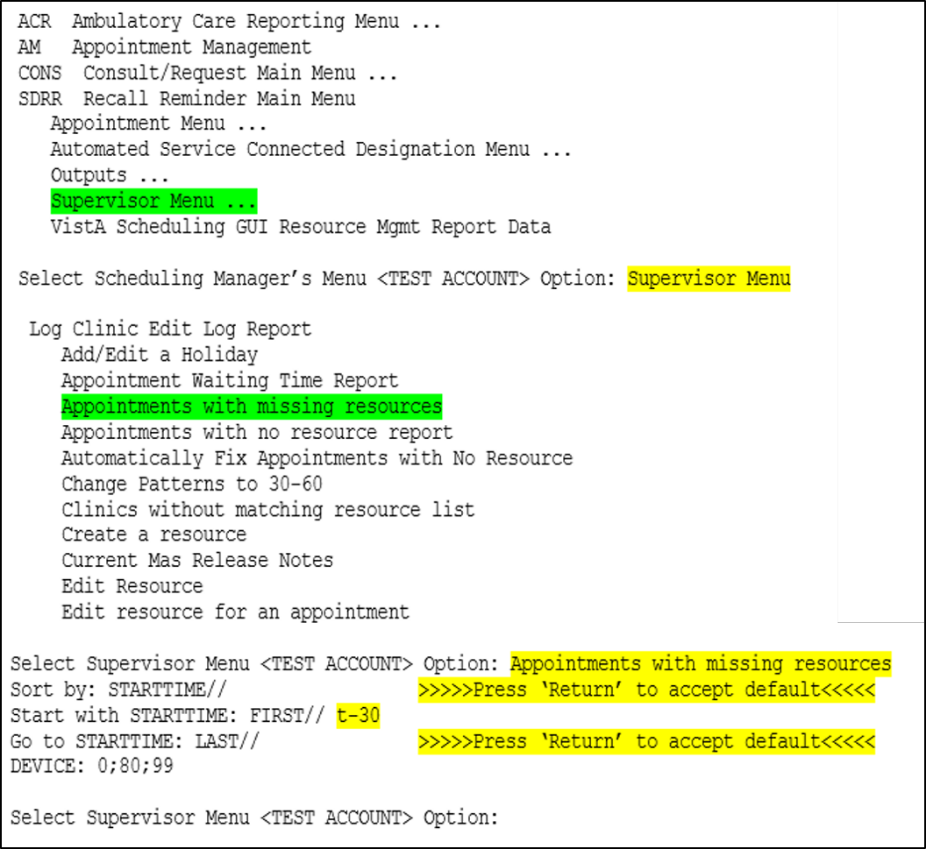 ACR  Ambulatory Care Reporting Menu ...
AM   Appointment Management
CONS  Consult/Request Main Menu ...
SDRR  Recall Reminder Main Menu
Appointment Menu ...
Automated Service Connected Designation Menu ...
Outputs ...
Supervisor Menu ...
VistA Scheduling GUI Resource Mgmt Report Data
Select Scheduling Manager’s Menu <TEST ACCOUNT> Option: Supervisor Menu
Log Clinic Edit Log Report
Add/Edit a Holiday
Appointment Waiting Time Report
Appointments with missing resources
Appointments with no resource report
Automatically Fix Appointments with No Resource
Change Patterns to 30-60
Clinics without matching resource list
Create a resource
Current Mas Release Notes
Edit Resource
Edit resource for an appointment
Select Supervisor Menu <TEST ACCOUNT> Option: Appointments with missing resources
Sort by: STARTTIME// >>>>>Press ‘Return’ to accept default<<<<<
Start with STARTTIME: FIRST// t-30
Go to STARTTIME: LAST// >>>>>Press ‘Return’ to accept default<<<<<
DEVICE: 0;80;99
Select Supervisor Menu <TEST ACCOUNT> Option: